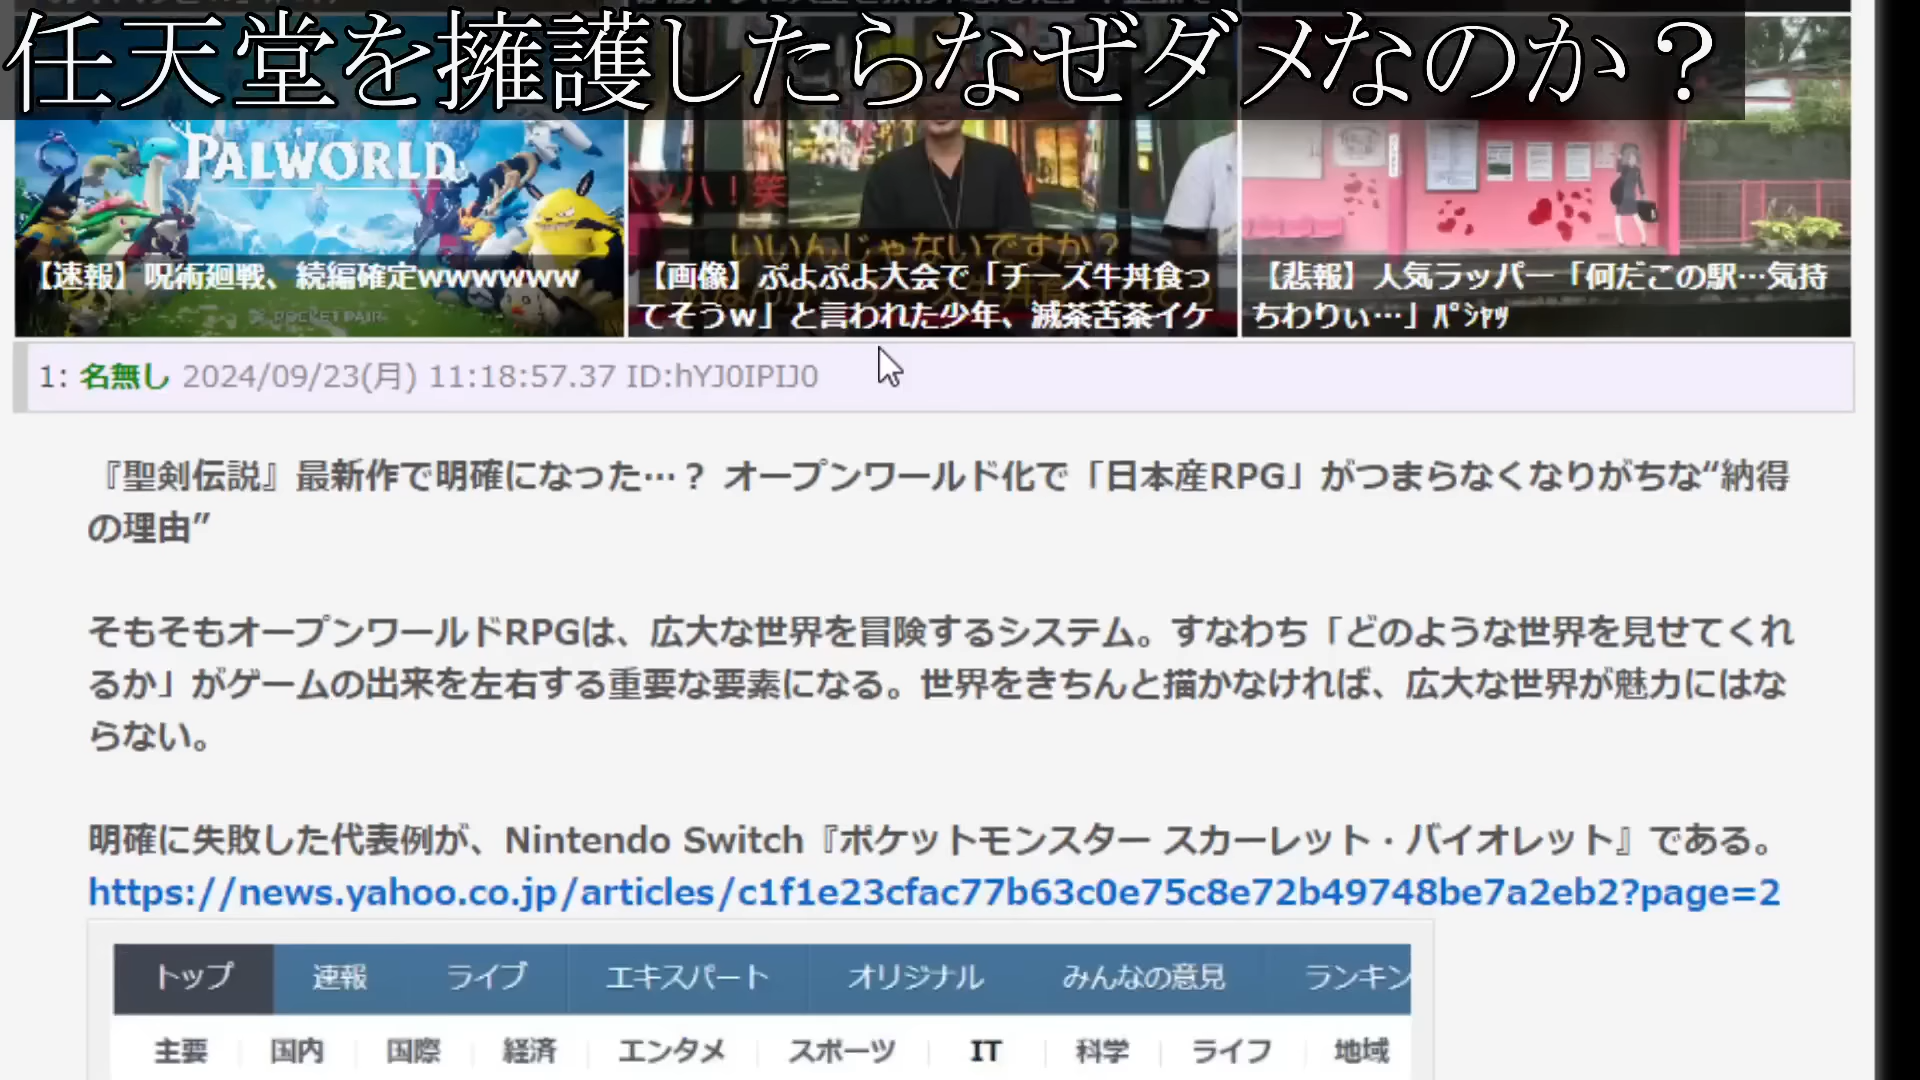 任天堂を擁護したらなぜダメなのか？
PALWORLD
ハッハ！笑
いいんじゃないですか？
POCKET PAIR
【速報】呪術廻戦、続編確定wwwwwww
【画像】ぷよぷよ大会で「チーズ牛丼食っ
てそうw」と言われた少年、滅茶苦茶イケ
【悲報】人気ラッパー「何だこの駅…気持
ちわりぃ…」ﾊﾟｼｬｯ
1: 名無し 2024/09/23(月) 11:18:57.37 ID:hYJ0IPIJ0
『聖剣伝説』最新作で明確になった…？ オープンワールド化で「日本産RPG」がつまらなくなりがちな“納得
の理由”
そもそもオープンワールドRPGは、広大な世界を冒険するシステム。すなわち「どのような世界を見せてくれ
るか」がゲームの出来を左右する重要な要素になる。世界をきちんと描かなければ、広大な世界が魅力にはな
らない。
明確に失敗した代表例が、Nintendo Switch『ポケットモンスター スカーレット・バイオレット』である。
https://news.yahoo.co.jp/articles/c1f1e23cfac77b63c0e75c8e72b49748be7a2eb2?page=2
トップ 速報 ライブ エキスパート オリジナル みんなの意見 ランキン
主要 国内 国際 経済 エンタメ スポーツ IT 科学 ライフ 地域